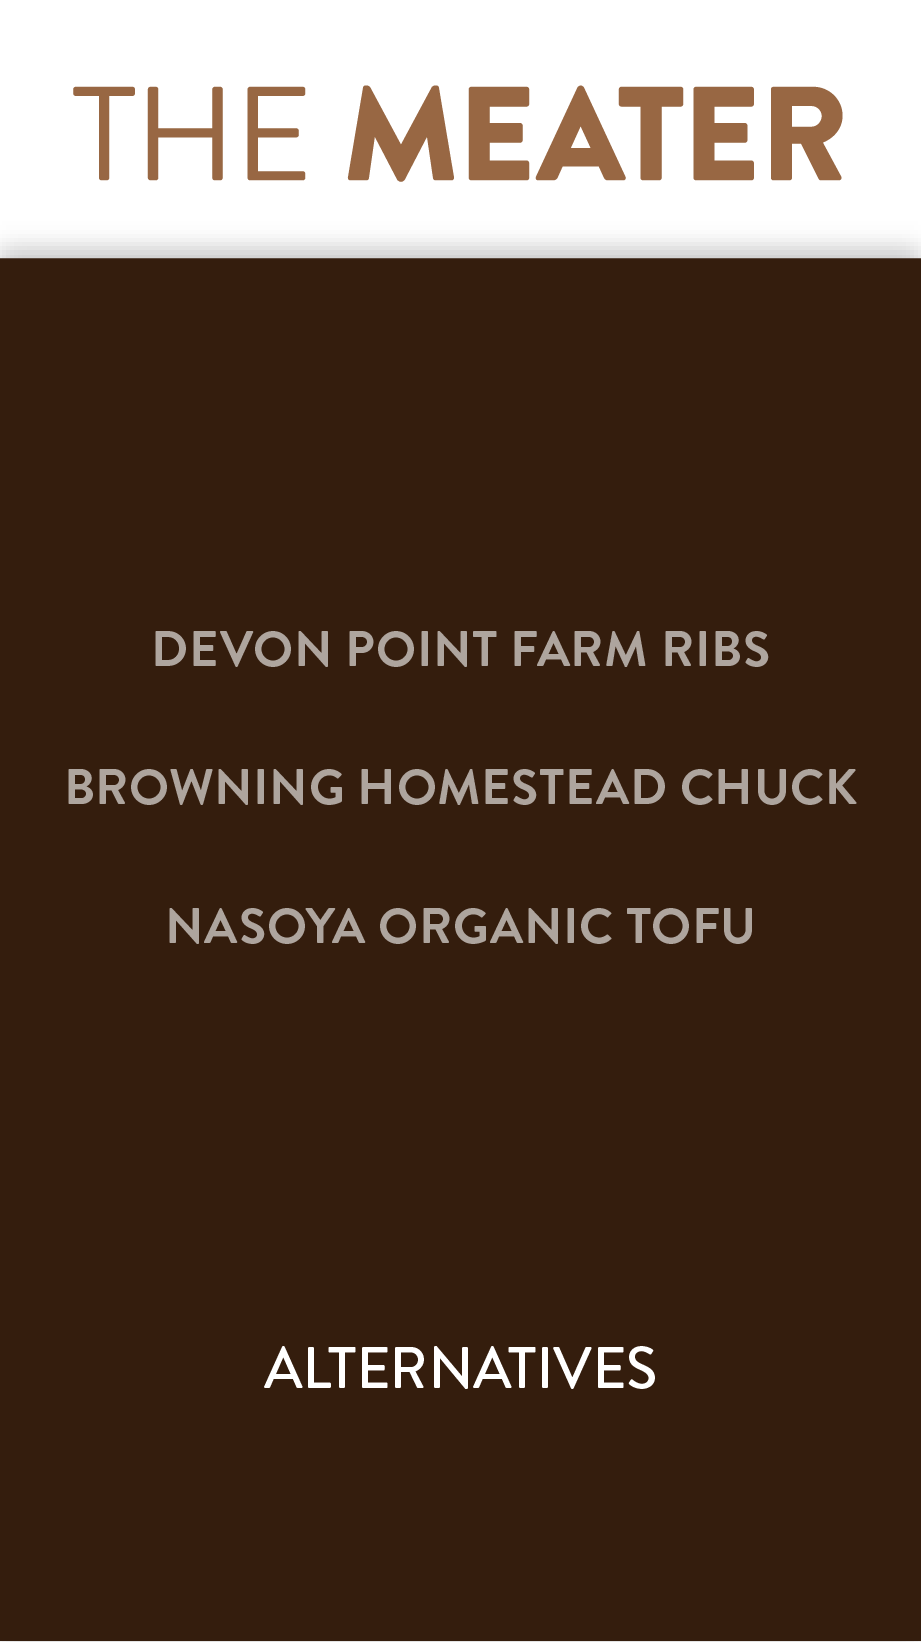 THE MEATER
DEVON POINT FARM RIBS
BROWNING HOMESTEAD CHUCK
NASOYA ORGANIC TOFU
ALTERNATIVES